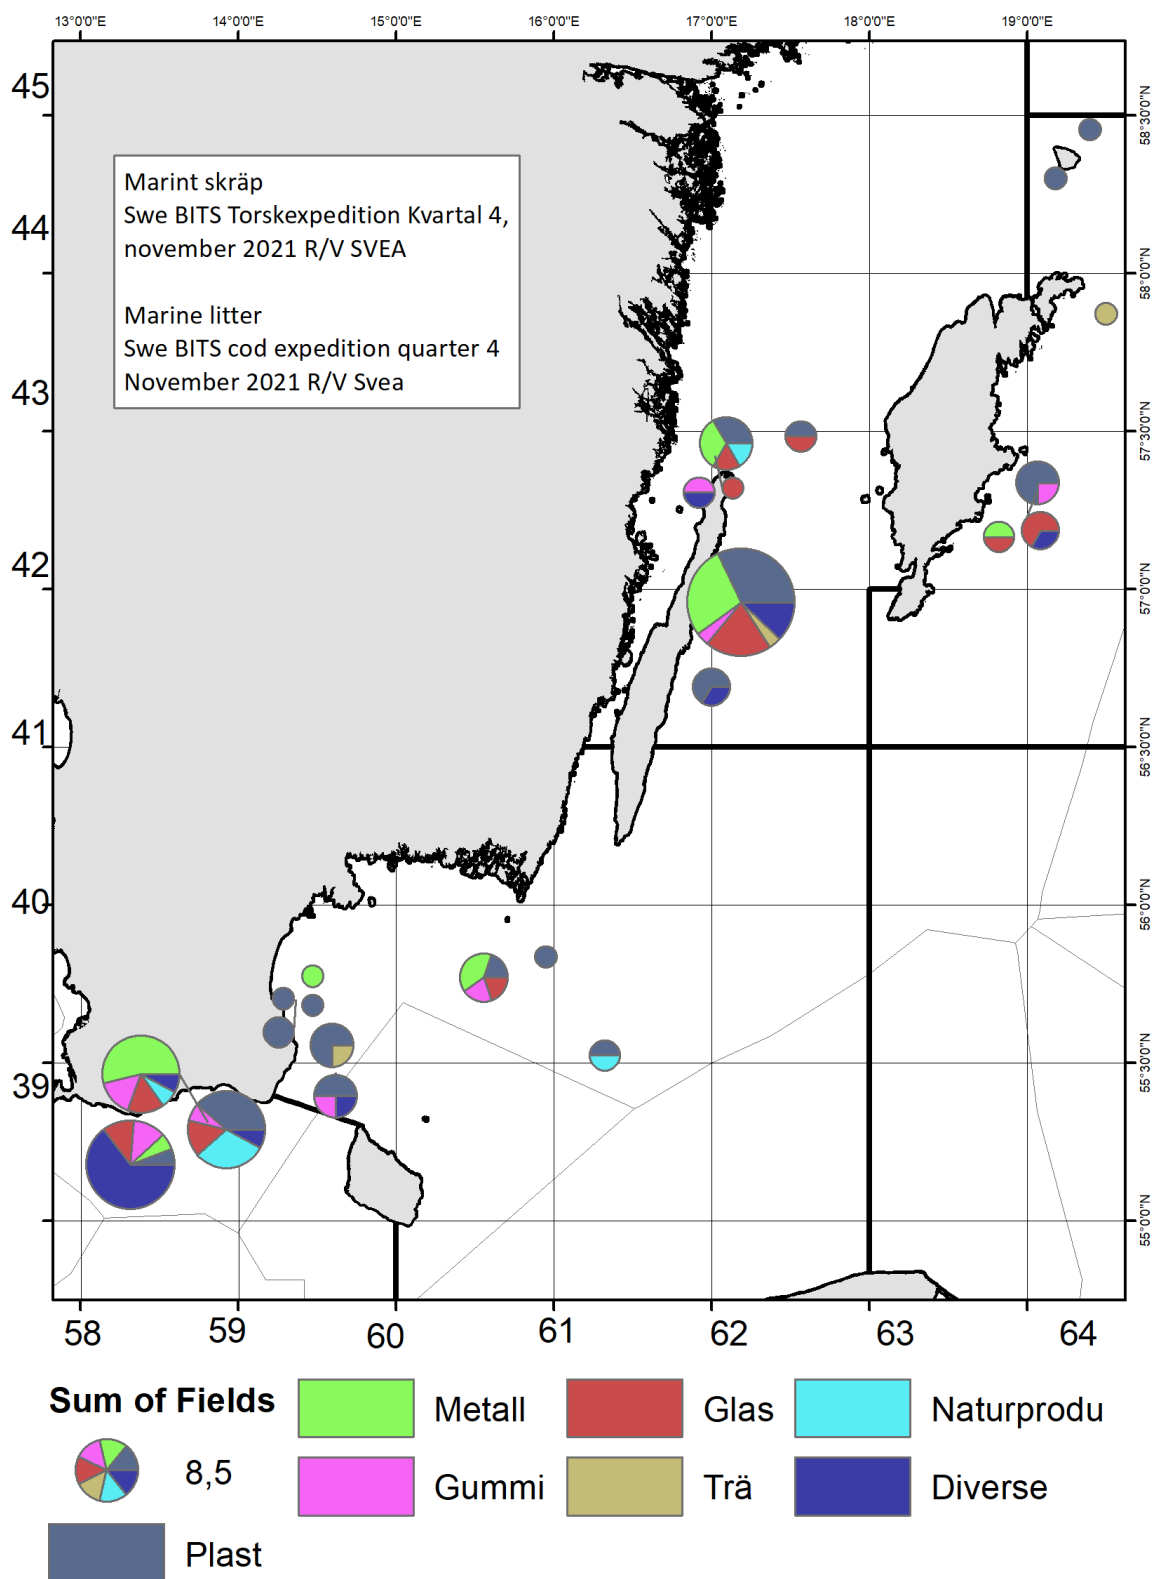 13°0'0"E 14°0'0"E 15°0'0"E 16°0'0"E 17°0'0"E 18°0'0"E 19°0'0"E
45
58°30'0"N
Marint skräp
Swe BITS Torskexpedition Kvartal 4,
november 2021 R/V SVEA
Marine litter
Swe BITS cod expedition quarter 4
November 2021 R/V Svea
44
58°0'0"N
43
57°30'0"N
42
57°0'0"N
41
56°30'0"N
40
56°0'0"N
39
55°30'0"N
55°0'0"N
58 59 60 61 62 63 64
Sum of Fields
8,5
Plast
Metall
Gummi
Glas
Trä
Naturprodu
Diverse